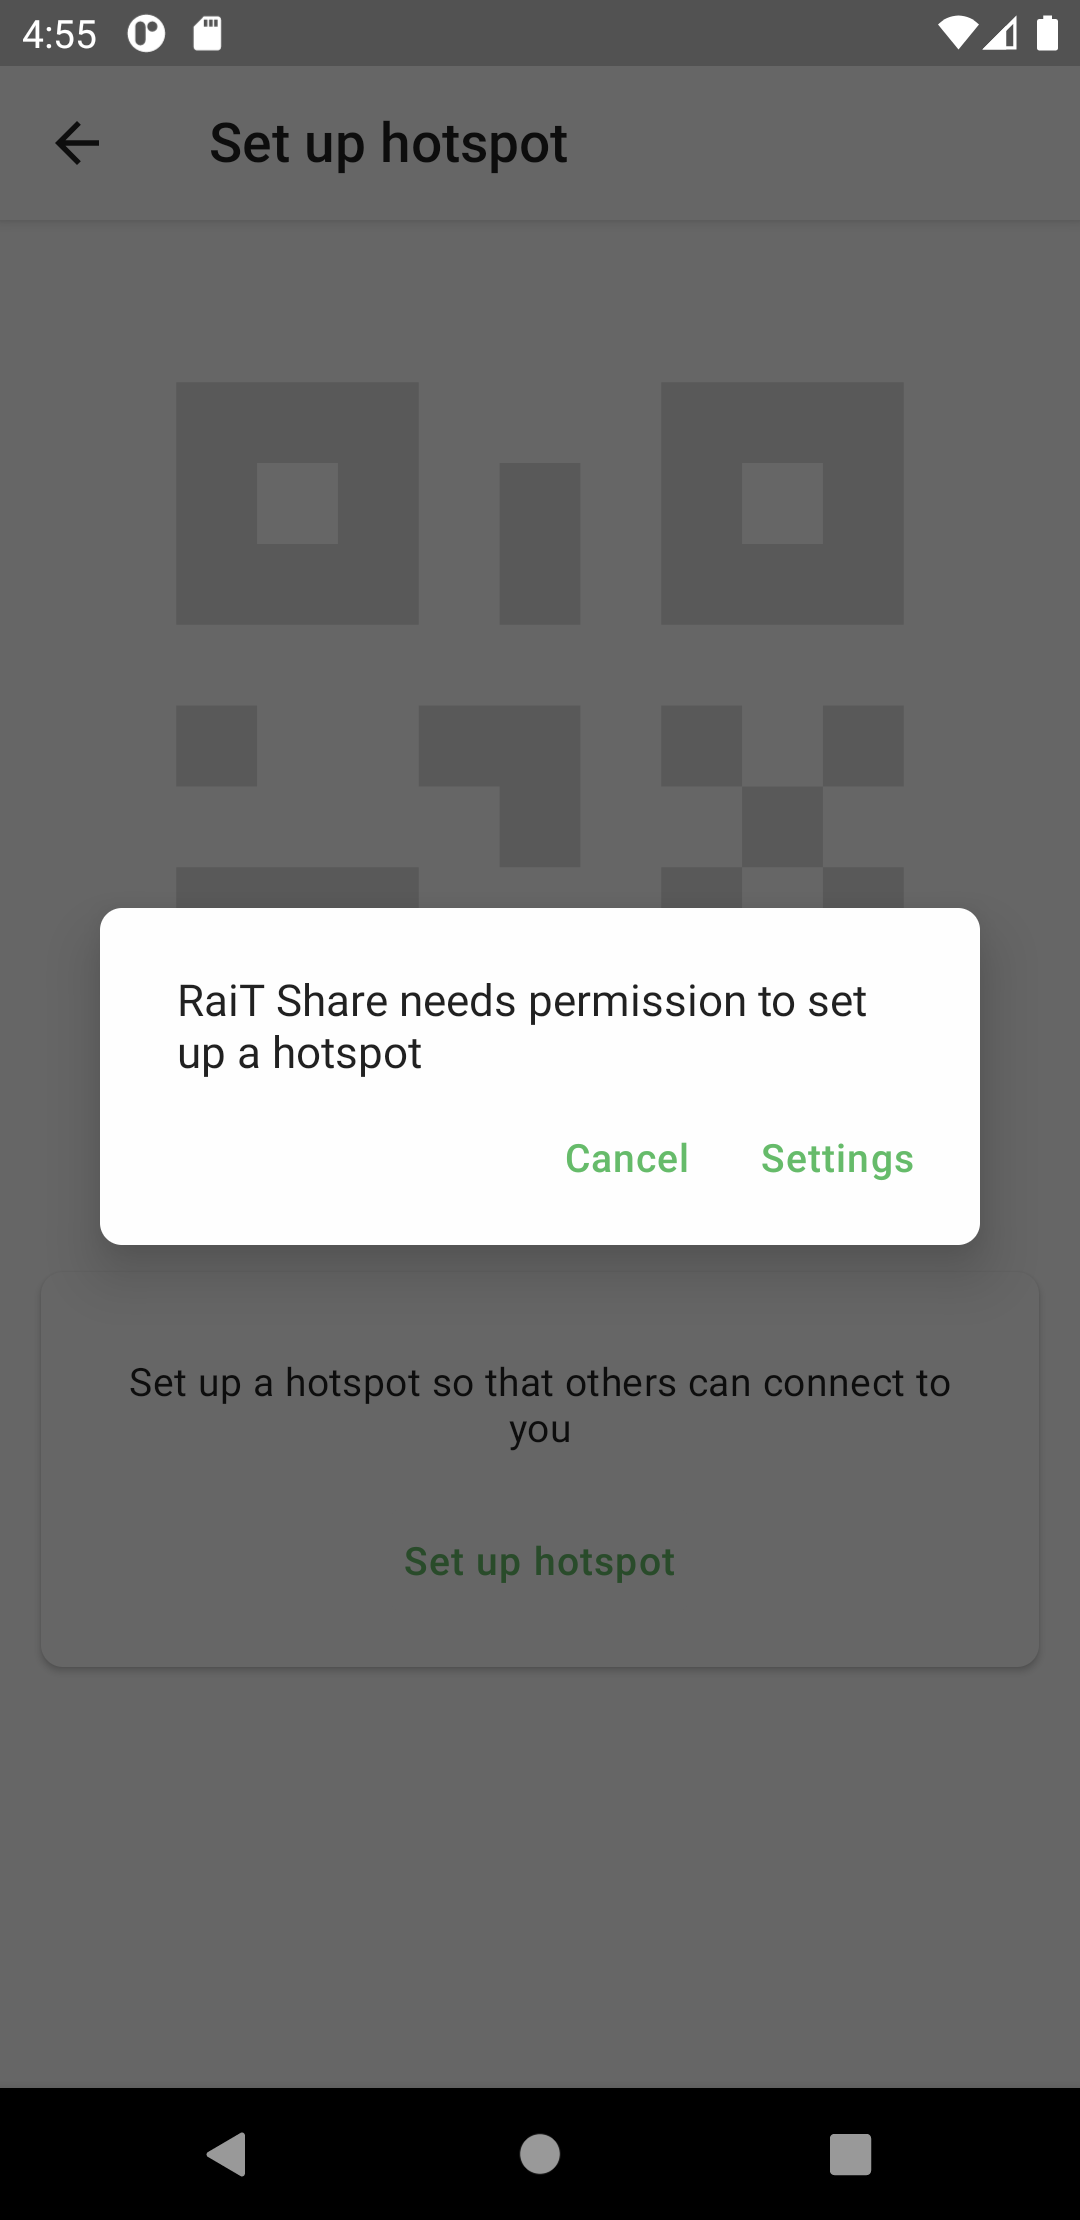 4:55
Set up hotspot
RaiT Share needs permission to set
up a hotspot
Cancel Settings
Set up a hotspot so that others can connect to
you
Set up hotspot